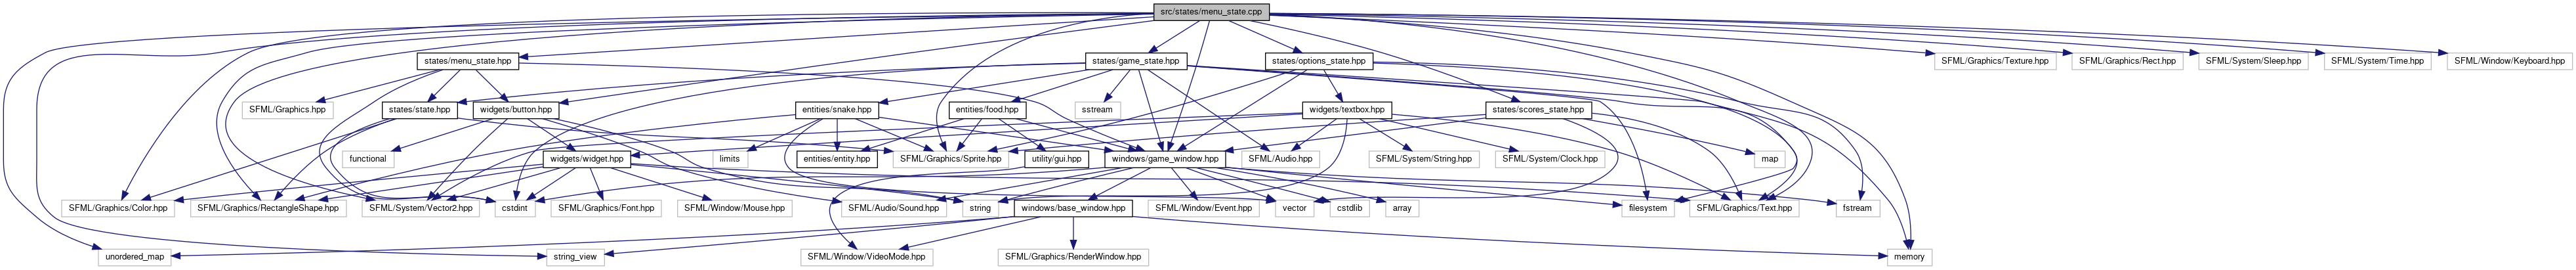 src/states/menu_state.cpp
states/menu_state.hpp
states/game_state.hpp
states/options_state.hpp
SFML/Graphics/Texture.hpp
SFML/Graphics/Rect.hpp
SFML/System/Sleep.hpp
SFML/System/Time.hpp
SFML/Window/Keyboard.hpp
SFML/Graphics.hpp
states/state.hpp
widgets/button.hpp
entities/snake.hpp
entities/food.hpp
sstream
widgets/textbox.hpp
states/scores_state.hpp
functional
widgets/widget.hpp
limits
entities/entity.hpp
SFML/Graphics/Sprite.hpp
utility/gui.hpp
windows/game_window.hpp
SFML/Audio.hpp
SFML/System/String.hpp
SFML/System/Clock.hpp
map
SFML/Graphics/Color.hpp
SFML/Graphics/RectangleShape.hpp
SFML/System/Vector2.hpp
cstdint
SFML/Graphics/Font.hpp
SFML/Window/Mouse.hpp
SFML/Audio/Sound.hpp
string
windows/base_window.hpp
SFML/Window/Event.hpp
vector
cstdlib
array
filesystem
SFML/Graphics/Text.hpp
fstream
unordered_map
string_view
SFML/Window/VideoMode.hpp
SFML/Graphics/RenderWindow.hpp
memory